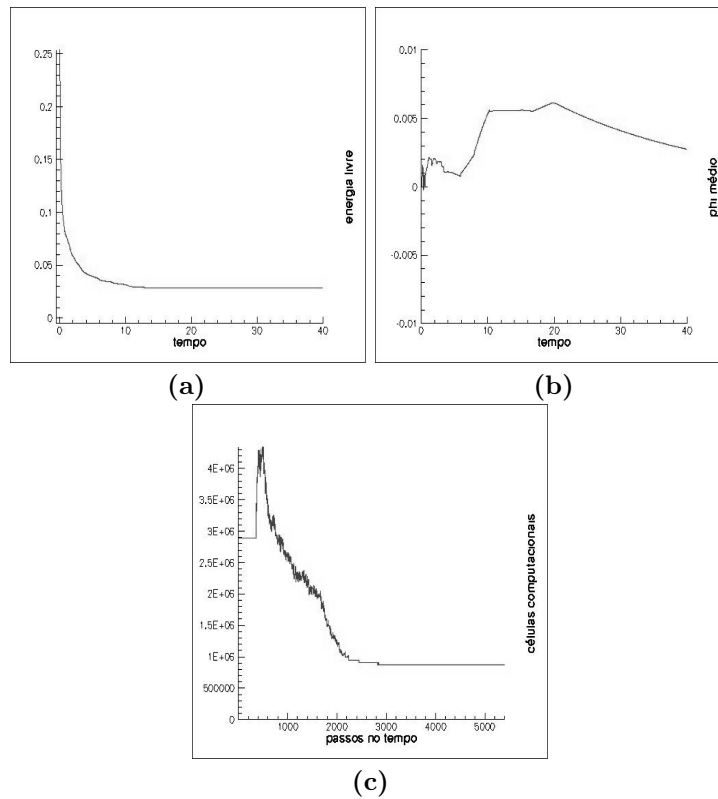 0.25
0.2
0.15
0.1
0.05
0
0 10 20 30 40
tempo
energia livre
(a)
0.01
0.005
0
-0.005
-0.01
0 10 20 30 40
tempo
phi médio
(b)
4E+06
3.5E+06
3E+06
2.5E+06
2E+06
1.5E+06
1E+06
500000
0
1000 2000 3000 4000 5000
passos no tempo
células computacionais
(c)